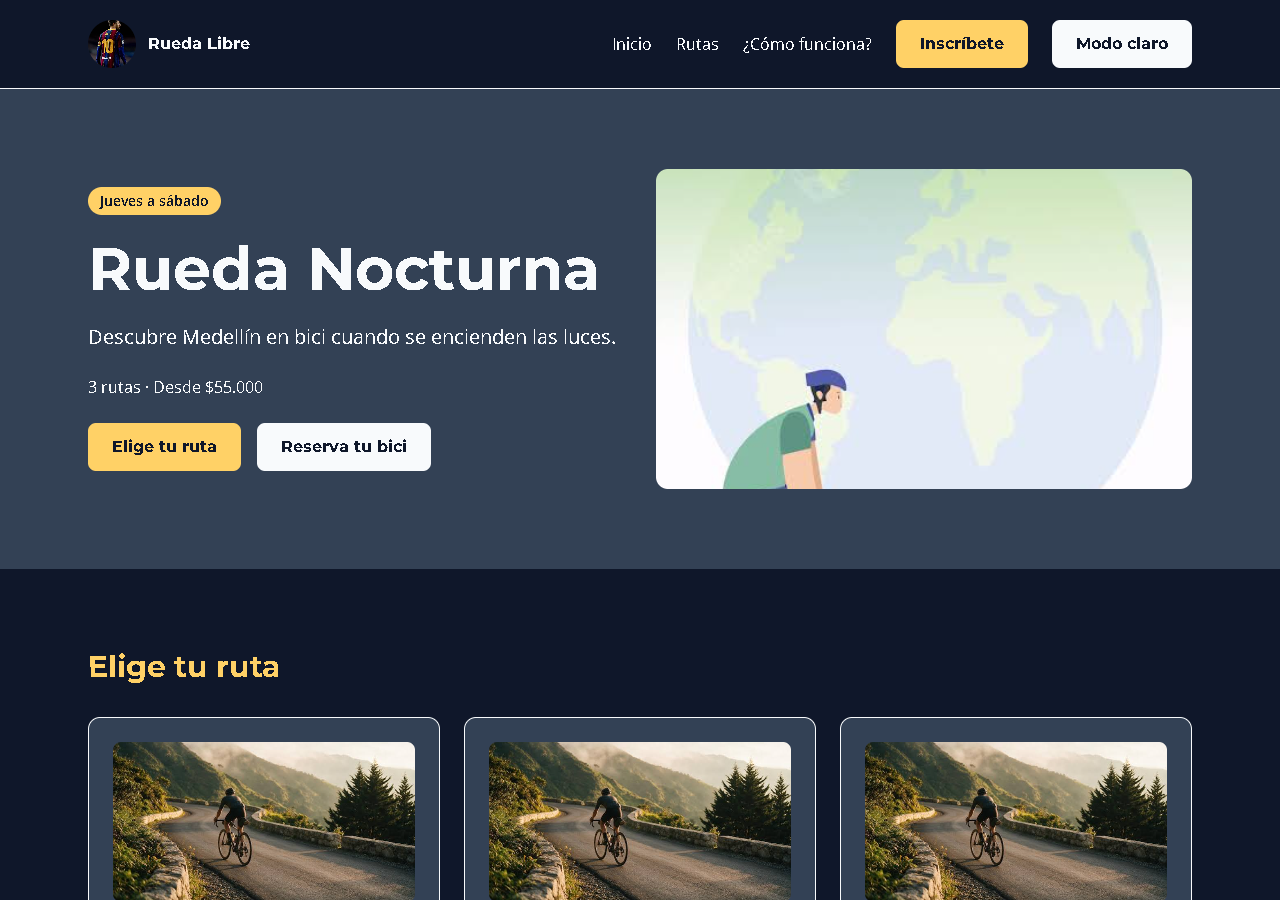 Rueda Libre
Inicio
Rutas
¿Cómo funciona?
Inscríbete
Modo claro
Jueves a sábado
Rueda Nocturna
Descubre Medellín en bici cuando se encienden las luces.
3 rutas · Desde $55.000
Elige tu ruta
Reserva tu bici
Elige tu ruta